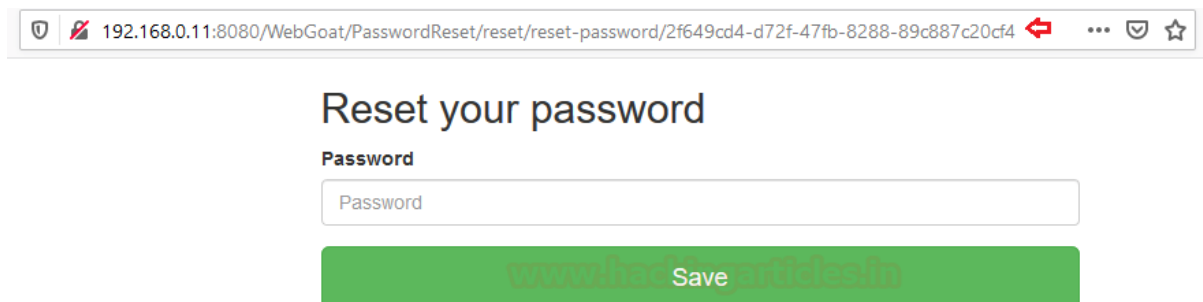 192.168.0.11:8080/WebGoat/PasswordReset/reset/reset-password/2f649cd4-d72f-47fb-8288-89c887c20cf4
Reset your password
Password
Password
Save
www.hackingarticles.in